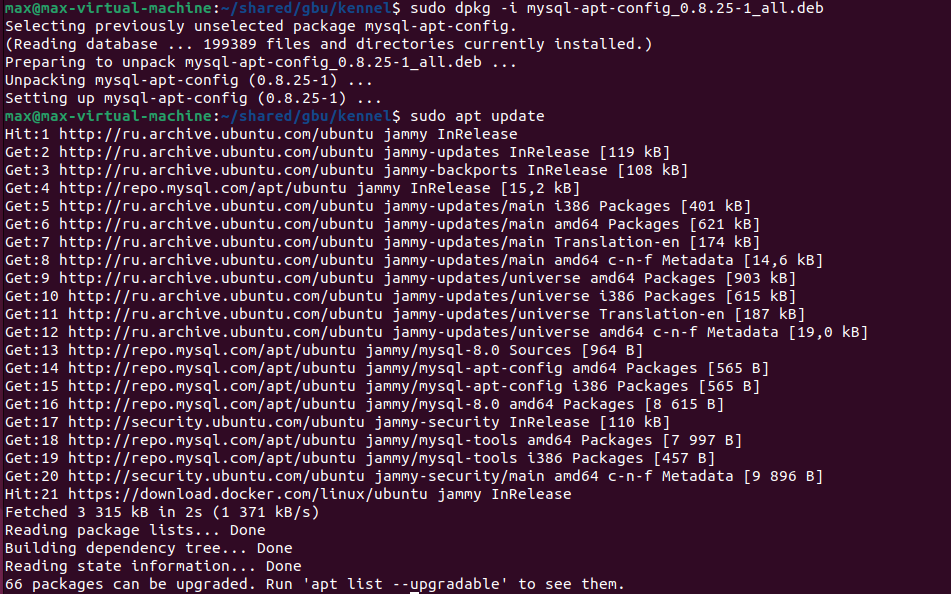 max@max-virtual-machine:~/shared/gbu/kennel$ sudo dpkg -i mysql-apt-config_0.8.25-1_all.deb
Selecting previously unselected package mysql-apt-config.
(Reading database ... 199389 files and directories currently installed.)
Preparing to unpack mysql-apt-config_0.8.25-1_all.deb ...
Unpacking mysql-apt-config (0.8.25-1) ...
Setting up mysql-apt-config (0.8.25-1) ...
max@max-virtual-machine:~/shared/gbu/kennel$ sudo apt update
Hit:1 http://ru.archive.ubuntu.com/ubuntu jammy InRelease
Get:2 http://ru.archive.ubuntu.com/ubuntu jammy-updates InRelease [119 kB]
Get:3 http://ru.archive.ubuntu.com/ubuntu jammy-backports InRelease [108 kB]
Get:4 http://repo.mysql.com/apt/ubuntu jammy InRelease [15,2 kB]
Get:5 http://ru.archive.ubuntu.com/ubuntu jammy-updates/main i386 Packages [401 kB]
Get:6 http://ru.archive.ubuntu.com/ubuntu jammy-updates/main amd64 Packages [621 kB]
Get:7 http://ru.archive.ubuntu.com/ubuntu jammy-updates/main Translation-en [174 kB]
Get:8 http://ru.archive.ubuntu.com/ubuntu jammy-updates/main amd64 c-n-f Metadata [14,6 kB]
Get:9 http://ru.archive.ubuntu.com/ubuntu jammy-updates/universe amd64 Packages [903 kB]
Get:10 http://ru.archive.ubuntu.com/ubuntu jammy-updates/universe i386 Packages [615 kB]
Get:11 http://ru.archive.ubuntu.com/ubuntu jammy-updates/universe Translation-en [187 kB]
Get:12 http://ru.archive.ubuntu.com/ubuntu jammy-updates/universe amd64 c-n-f Metadata [19,0 kB]
Get:13 http://repo.mysql.com/apt/ubuntu jammy/mysql-8.0 Sources [964 B]
Get:14 http://repo.mysql.com/apt/ubuntu jammy/mysql-apt-config amd64 Packages [565 B]
Get:15 http://repo.mysql.com/apt/ubuntu jammy/mysql-apt-config i386 Packages [565 B]
Get:16 http://repo.mysql.com/apt/ubuntu jammy/mysql-8.0 amd64 Packages [8 615 B]
Get:17 http://security.ubuntu.com/ubuntu jammy-security InRelease [110 kB]
Get:18 http://repo.mysql.com/apt/ubuntu jammy/mysql-tools amd64 Packages [7 997 B]
Get:19 http://repo.mysql.com/apt/ubuntu jammy/mysql-tools i386 Packages [457 B]
Get:20 http://security.ubuntu.com/ubuntu jammy-security/main amd64 c-n-f Metadata [9 896 B]
Hit:21 https://download.docker.com/linux/ubuntu jammy InRelease
Fetched 3 315 kB in 2s (1 371 kB/s)
Reading package lists... Done
Building dependency tree... Done
Reading state information... Done
66 packages can be upgraded. Run 'apt list --upgradable' to see them.